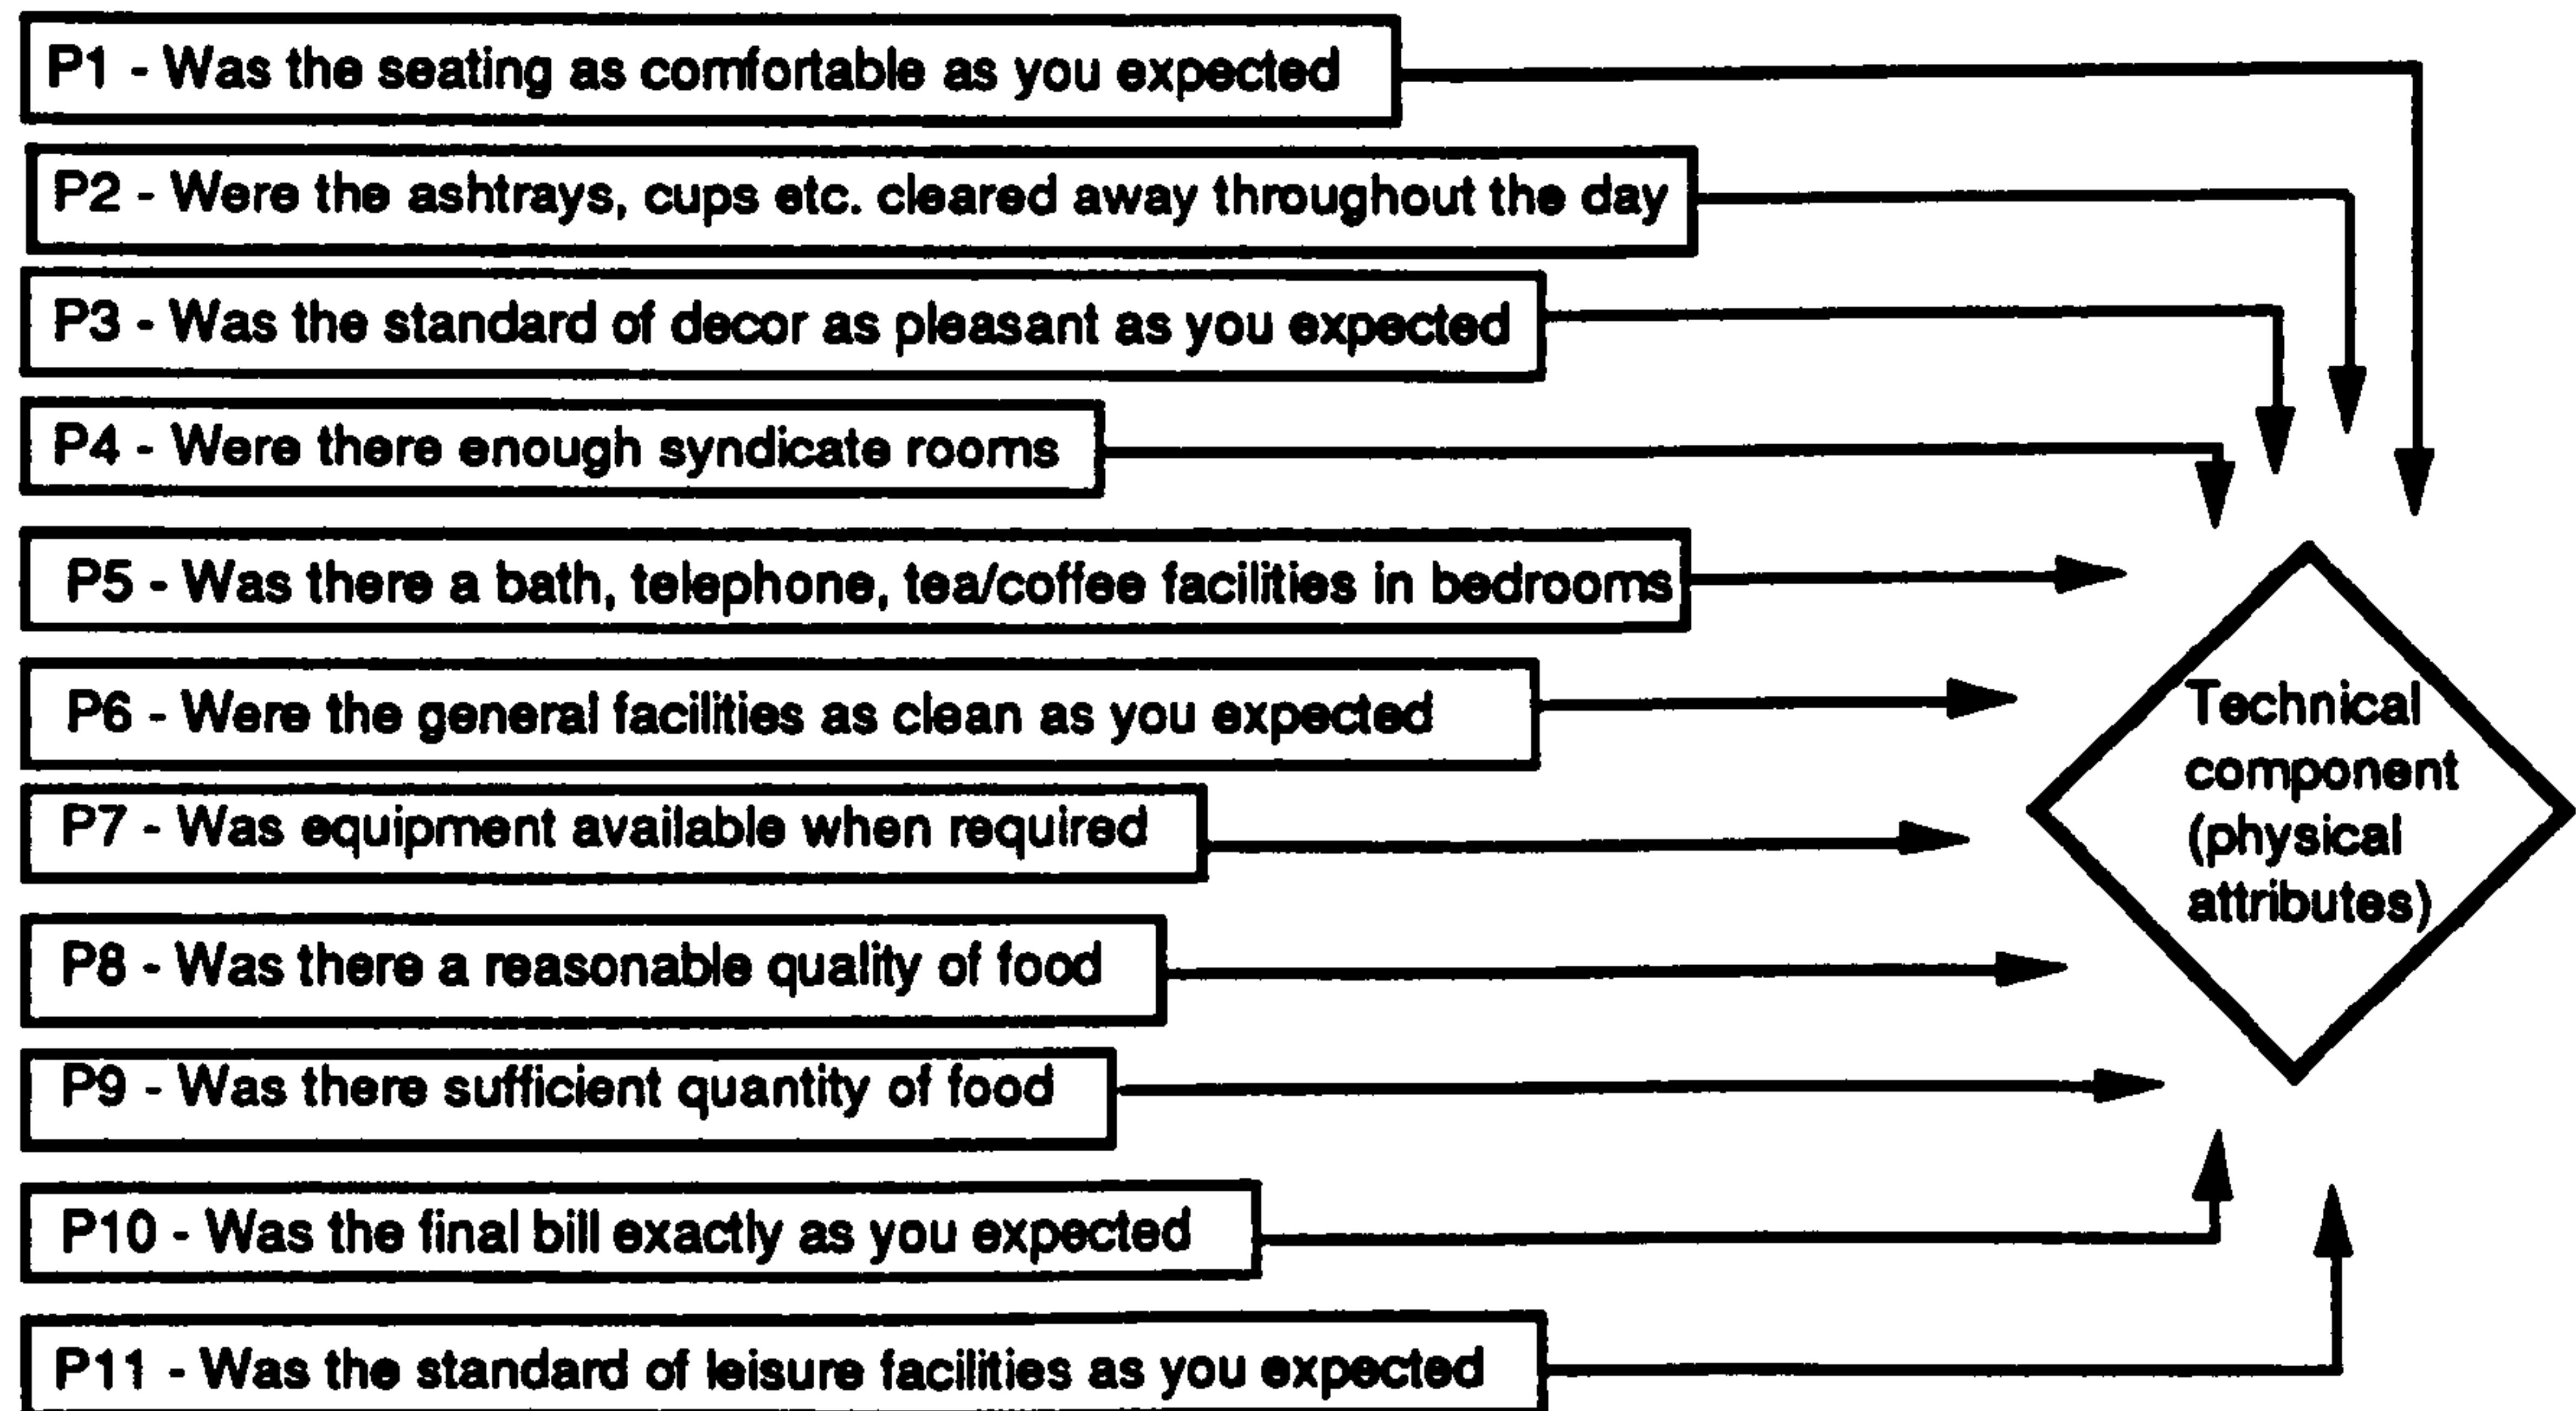 P1 - Was the seating as comfortable as you expected
P2 - Were the ashtrays, cups etc. cleared away throughout the day
P3 - Was the standard of decor as pleasant as you expected
P4 - Were there enough syndicate rooms
P5 - Was there a bath, telephone, tea/coffee facilities in bedrooms
P6 - Were the general facilities as clean as you expected
P7 - Was equipment available when required
P8 - Was there a reasonable quality of food
P9 - Was there sufficient quantity of food
P10 - Was the final bill exactly as you expected
P11 - Was the standard of leisure facilities as you expected
Technical
component
(physical
attributes)